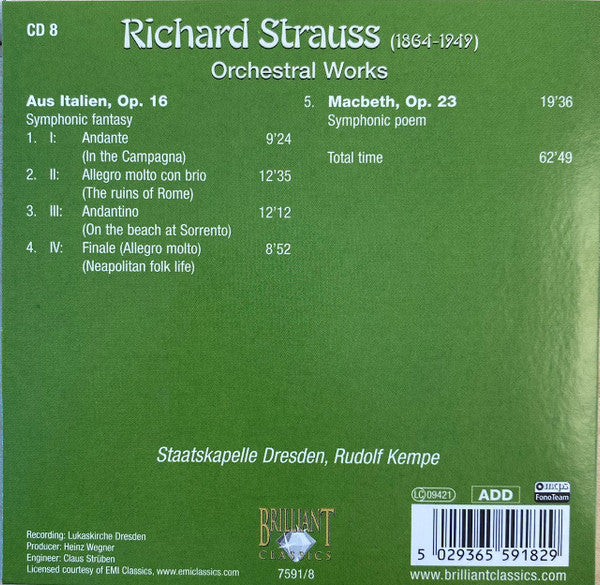 CD 8
Richard Strauss (1864-1949)
Orchestral Works
Aus Italien, Op. 16
Symphonic fantasy
1. I: Andante 9'24
(In the Campagna)
2. II: Allegro molto con brio 12'35
(The ruins of Rome)
3. III: Andantino 12'12
(On the beach at Sorrento)
4. IV: Finale (Allegro molto) 8'52
(Neapolitan folk life)
5. Macbeth, Op. 23 19'36
Symphonic poem
Total time 62'49
Staatskapelle Dresden, Rudolf Kempe
Recording: Lukaskirche Dresden
Producer: Heinz Wegner
Engineer: Claus Strüben
Licensed courtesy of EMI Classics. www.emiclassics.com
BRILLIANT
CLASSICS
7591/8
LC 09421
ADD
mcps
FonoTeam
5 029365 591829
www.brilliantclassics.com